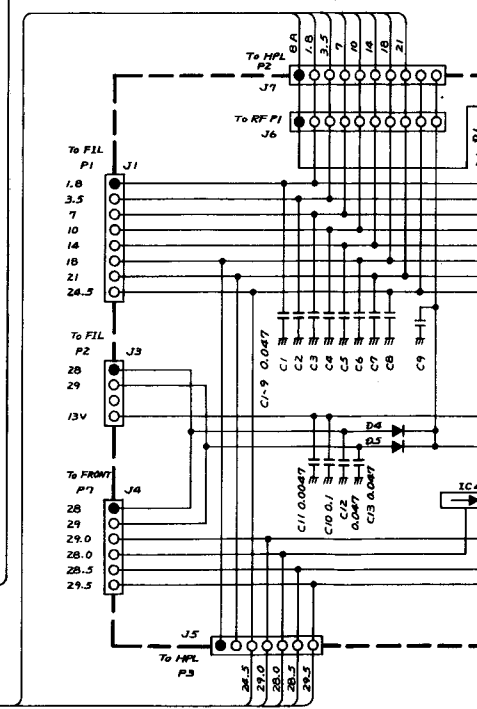 8A
1.8
3.5
7
10
14
18
21
To HPL
P2
J7
To RF P1
J6
To FIL
P1 J1
1.8
3.5
7
10
14
18
21
24.5
C1~9 0.047
C1
C2
C3
C4
C5
C6
C7
C8
C9
To FIL
P2 J3
28
29
13V
D4
D5
C11 0.0047
C10 0.1
C12
0.047
C13 0.047
To FRONT
P7 J4
28
29
29.0
28.0
28.5
29.5
J5
To HPL
P3
24.5
29.0
28.0
28.5
29.5